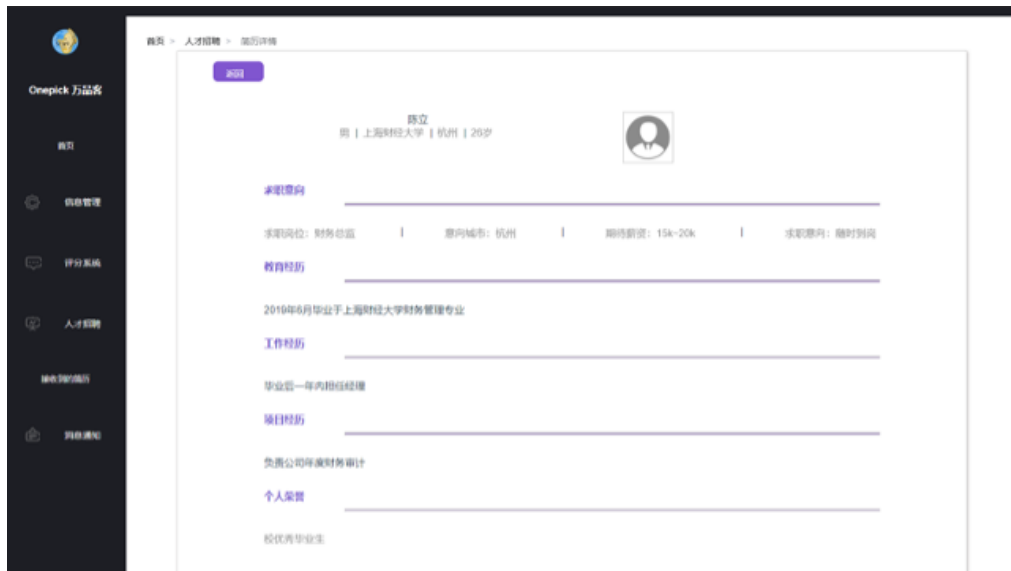 首页 > 人才招聘 > 简历详情
返回
Onepick 万品客
首页
信息管理
评分系统
人才招聘
接收到的简历
消息通知
陈立
男 | 上海财经大学 | 杭州 | 26岁
求职意向
求职岗位：财务总监 | 意向城市：杭州 | 期待薪资：15k~20k | 求职意向：随时到岗
教育经历
2019年6月毕业于上海财经大学财务管理专业
工作经历
毕业后一年内担任经理
项目经历
负责公司年度财务审计
个人荣誉
校优秀毕业生